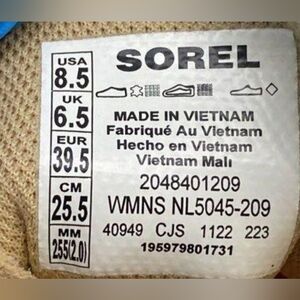 USA
8.5
UK
6.5
EUR
39.5
CM
25.5
MM
255(2.0)
SOREL
MADE IN VIETNAM
Fabriqué Au Vietnam
Hecho en Vietnam
Vietnam Malı
2048401209
WMNS NL5045-209
40949 CJS 1122 223
195979801731